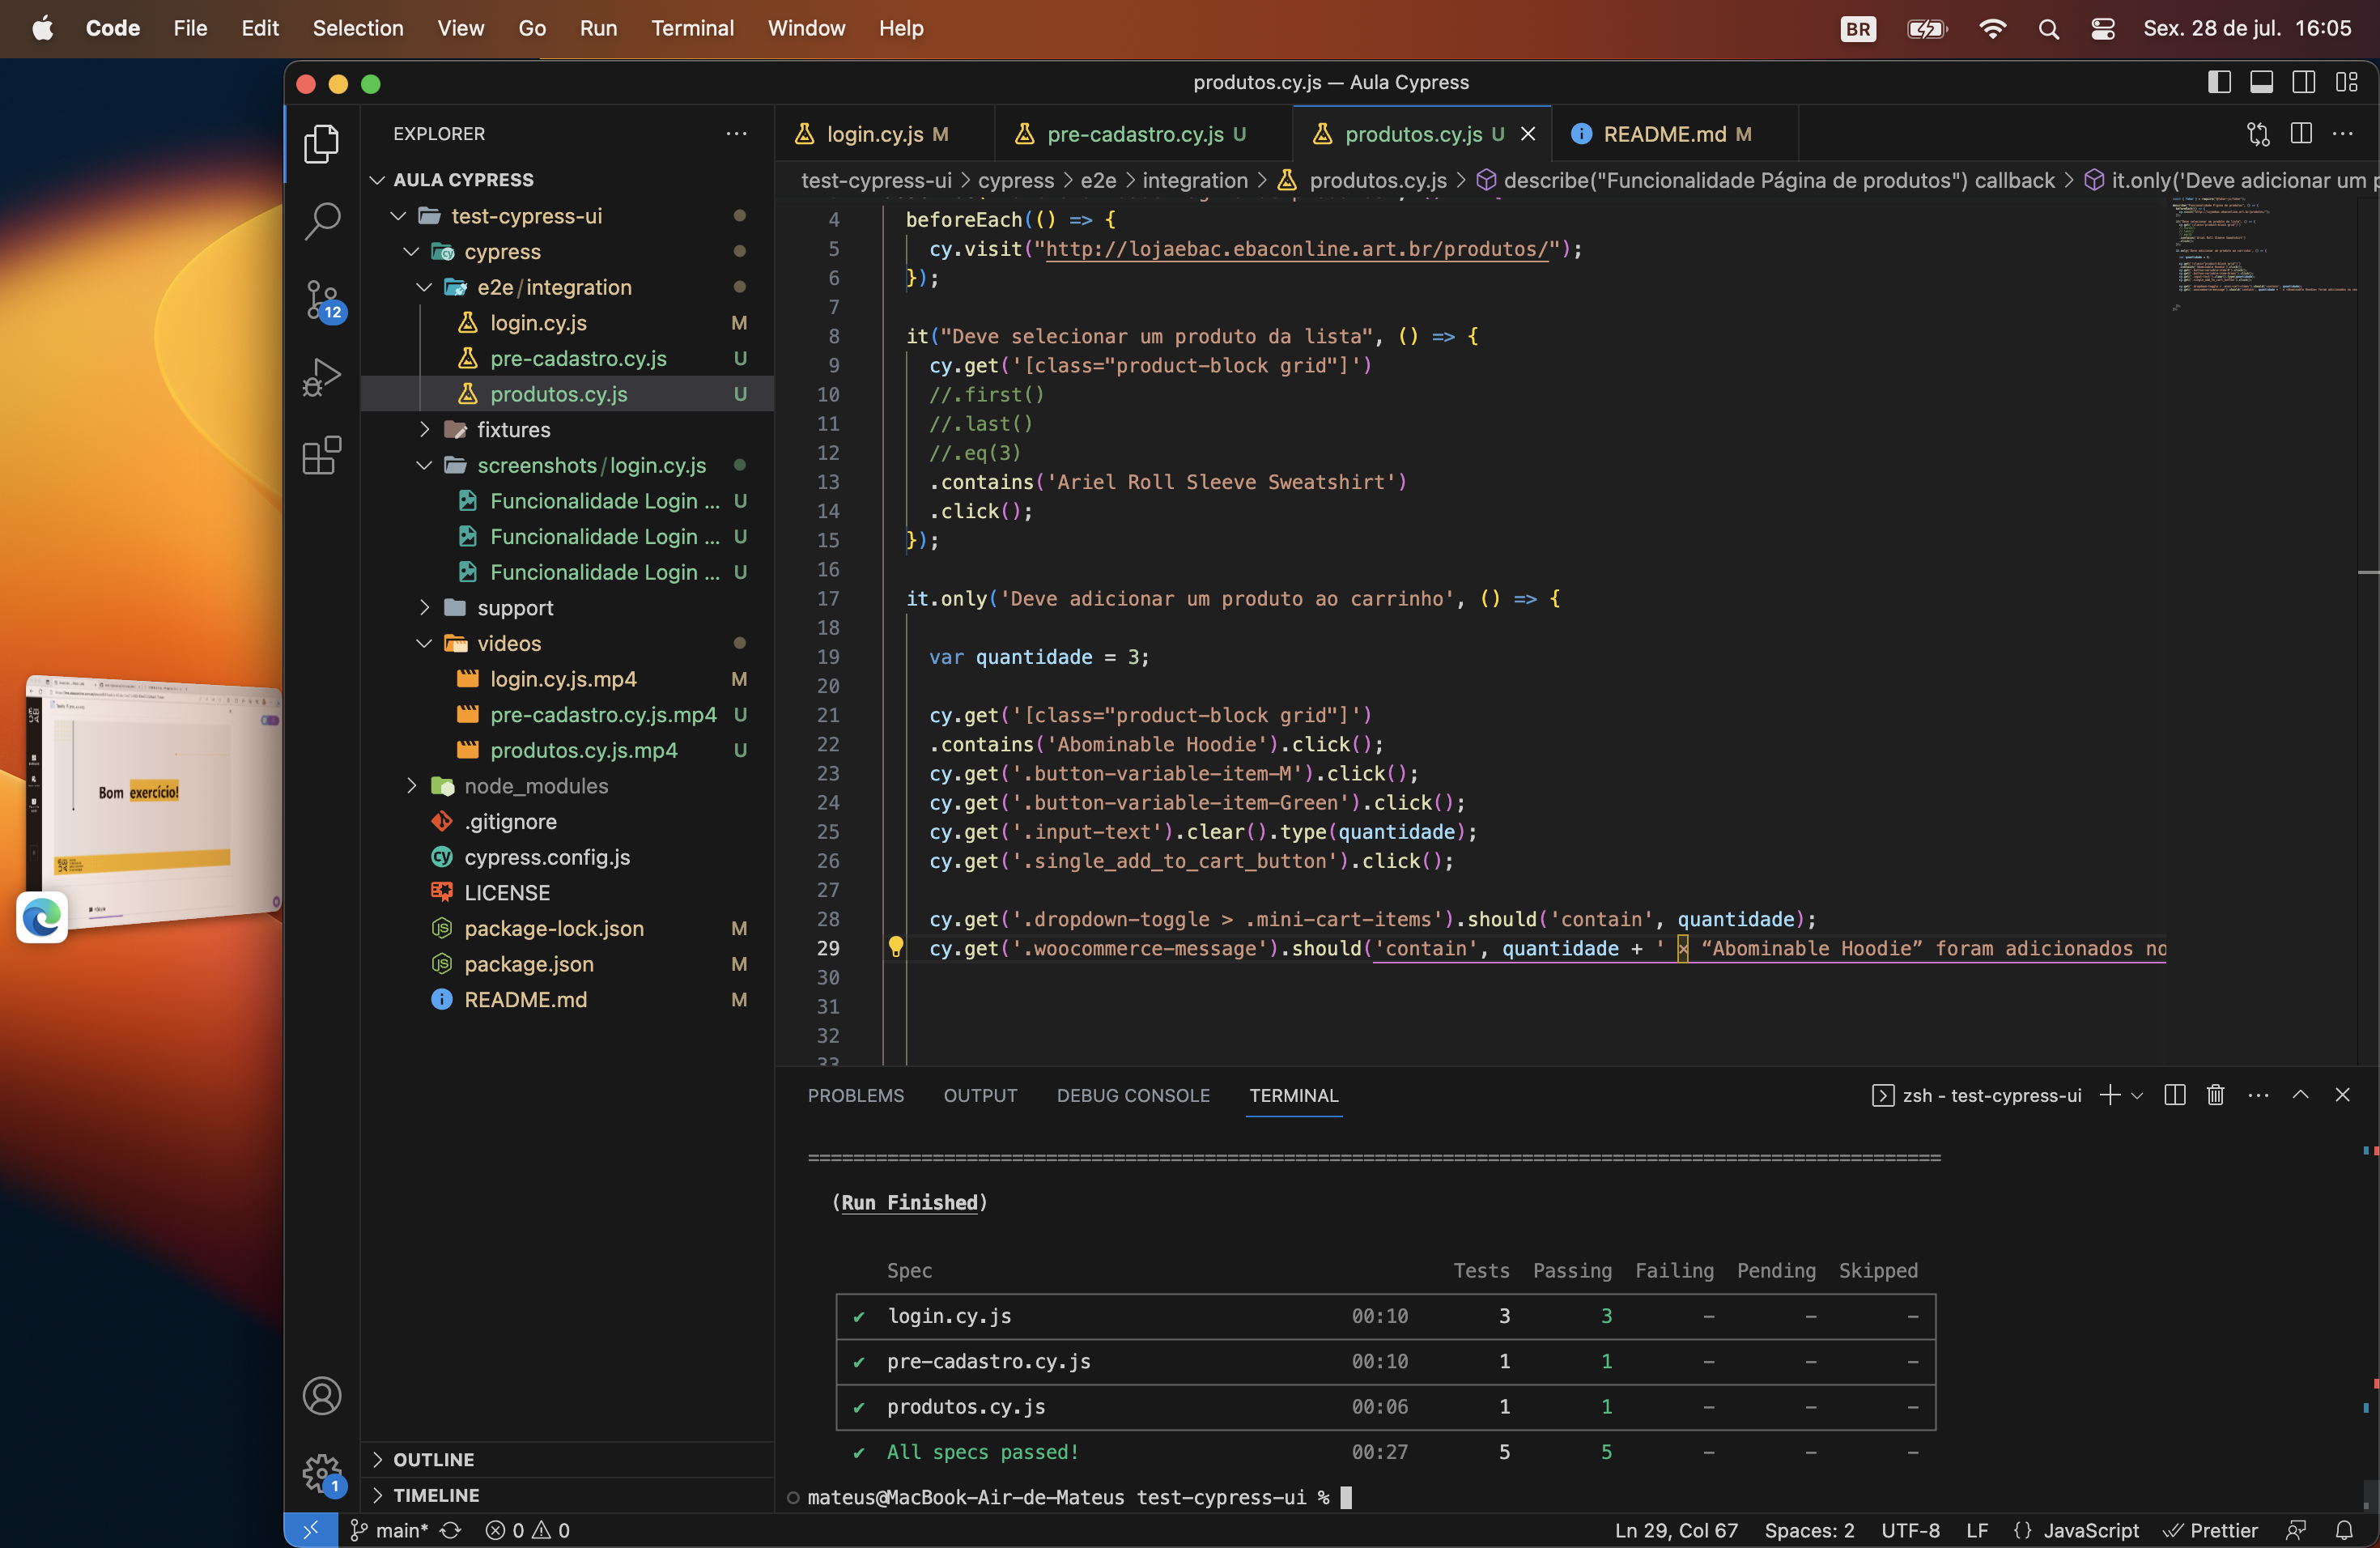 Code File Edit Selection View Go Run Terminal Window Help BR Sex. 28 de jul. 16:05
produtos.cy.js — Aula Cypress
EXPLORER
AULA CYPRESS
test-cypress-ui
cypress
e2e/integration
login.cy.js M
pre-cadastro.cy.js U
produtos.cy.js U
fixtures
screenshots/login.cy.js
Funcionalidade Login ... U
Funcionalidade Login ... U
Funcionalidade Login ... U
support
videos
login.cy.js.mp4 M
pre-cadastro.cy.js.mp4 U
produtos.cy.js.mp4 U
node_modules
.gitignore
cypress.config.js
LICENSE
package-lock.json M
package.json M
README.md M
OUTLINE
TIMELINE
12
1
Bom exercício!
login.cy.js M pre-cadastro.cy.js U produtos.cy.js U README.md M
test-cypress-ui > cypress > e2e > integration > produtos.cy.js > describe("Funcionalidade Página de produtos") callback > it.only('Deve adicionar um p
4 beforeEach(() => {
5 cy.visit("http://lojaebac.ebaconline.art.br/produtos/");
6 });
7
8 it("Deve selecionar um produto da lista", () => {
9 cy.get('[class="product-block grid"]')
10 //.first()
11 //.last()
12 //.eq(3)
13 .contains('Ariel Roll Sleeve Sweatshirt')
14 .click();
15 });
16
17 it.only('Deve adicionar um produto ao carrinho', () => {
18
19 var quantidade = 3;
20
21 cy.get('[class="product-block grid"]')
22 .contains('Abominable Hoodie').click();
23 cy.get('.button-variable-item-M').click();
24 cy.get('.button-variable-item-Green').click();
25 cy.get('.input-text').clear().type(quantidade);
26 cy.get('.single_add_to_cart_button').click();
27
28 cy.get('.dropdown-toggle > .mini-cart-items').should('contain', quantidade);
29 cy.get('.woocommerce-message').should('contain', quantidade + ' × “Abominable Hoodie” foram adicionados no
30
31
32
33
PROBLEMS OUTPUT DEBUG CONSOLE TERMINAL zsh - test-cypress-ui
====================================================================================================
(Run Finished)
Spec Tests Passing Failing Pending Skipped
✔ login.cy.js 00:10 3 3 - - -
✔ pre-cadastro.cy.js 00:10 1 1 - - -
✔ produtos.cy.js 00:06 1 1 - - -
✔ All specs passed! 00:27 5 5 - - -
mateus@MacBook-Air-de-Mateus test-cypress-ui %
main* 0 0 Ln 29, Col 67 Spaces: 2 UTF-8 LF {} JavaScript Prettier